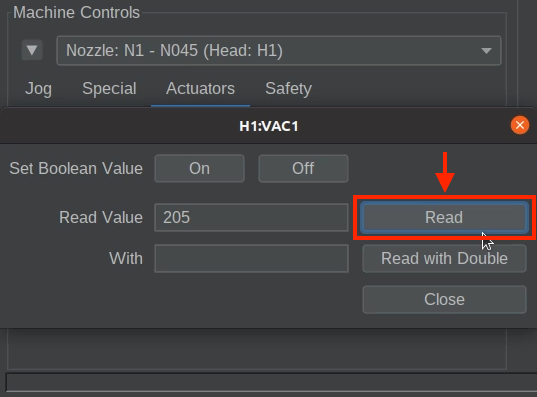 Machine Controls
Nozzle: N1 - N045 (Head: H1)
Jog Special Actuators Safety
H1:VAC1
Set Boolean Value On Off
Read Value 205 Read
With Read with Double
Close